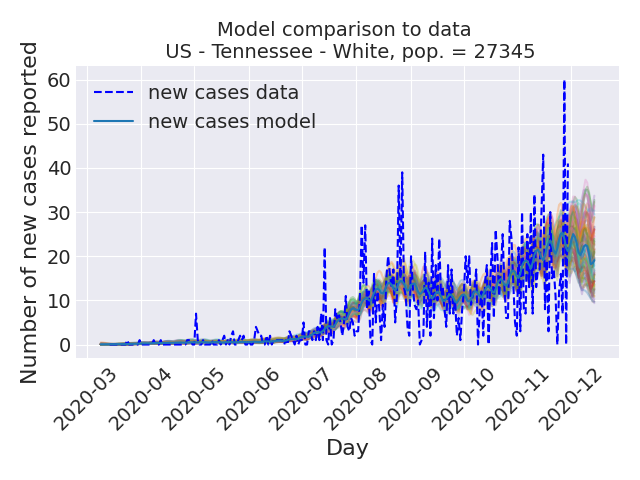 Model comparison to data
US - Tennessee - White, pop. = 27345
Number of new cases reported
60
50
40
30
20
10
0
new cases data
new cases model
2020-03
2020-04
2020-05
2020-06
2020-07
2020-08
2020-09
2020-10
2020-11
2020-12
Day